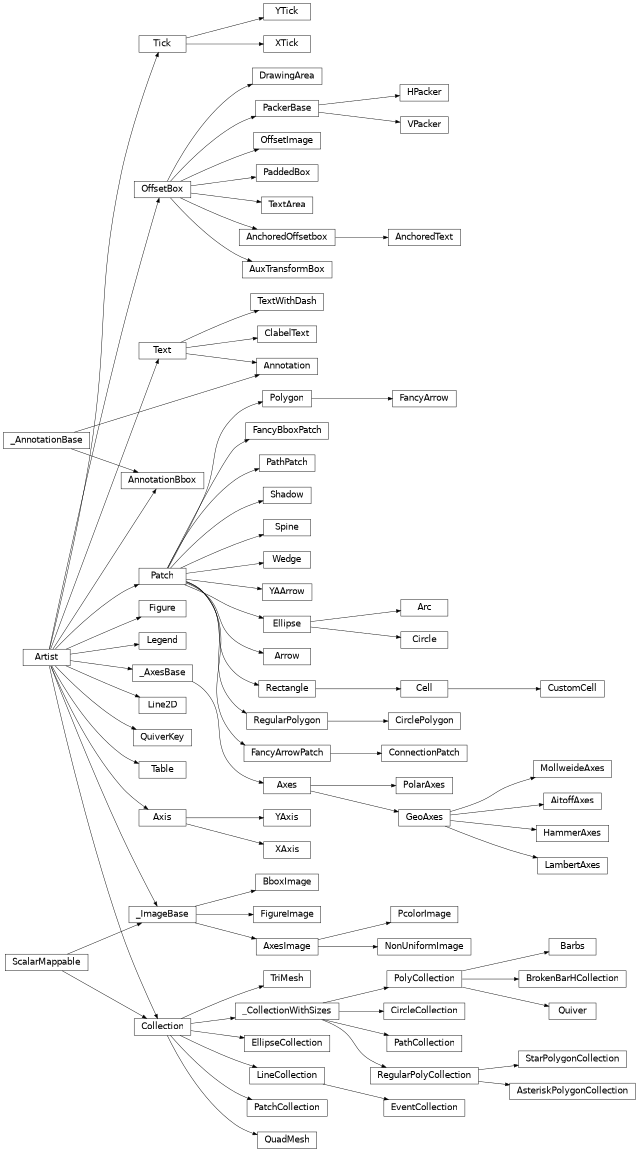 YTick
Tick
XTick
DrawingArea
HPacker
PackerBase
VPacker
OffsetImage
PaddedBox
OffsetBox
TextArea
AnchoredOffsetbox
AnchoredText
AuxTransformBox
TextWithDash
ClabelText
Text
Annotation
Polygon
FancyArrow
FancyBboxPatch
_AnnotationBase
PathPatch
AnnotationBbox
Shadow
Spine
Wedge
Patch
YAArrow
Figure
Arc
Ellipse
Legend
Circle
Artist
Arrow
_AxesBase
Rectangle
Cell
CustomCell
Line2D
RegularPolygon
CirclePolygon
QuiverKey
FancyArrowPatch
ConnectionPatch
Table
MollweideAxes
Axes
PolarAxes
AitoffAxes
Axis
YAxis
GeoAxes
HammerAxes
XAxis
LambertAxes
BboxImage
_ImageBase
FigureImage
PcolorImage
AxesImage
NonUniformImage
Barbs
ScalarMappable
TriMesh
PolyCollection
BrokenBarHCollection
_CollectionWithSizes
CircleCollection
Quiver
Collection
EllipseCollection
PathCollection
StarPolygonCollection
LineCollection
RegularPolyCollection
AsteriskPolygonCollection
PatchCollection
EventCollection
QuadMesh